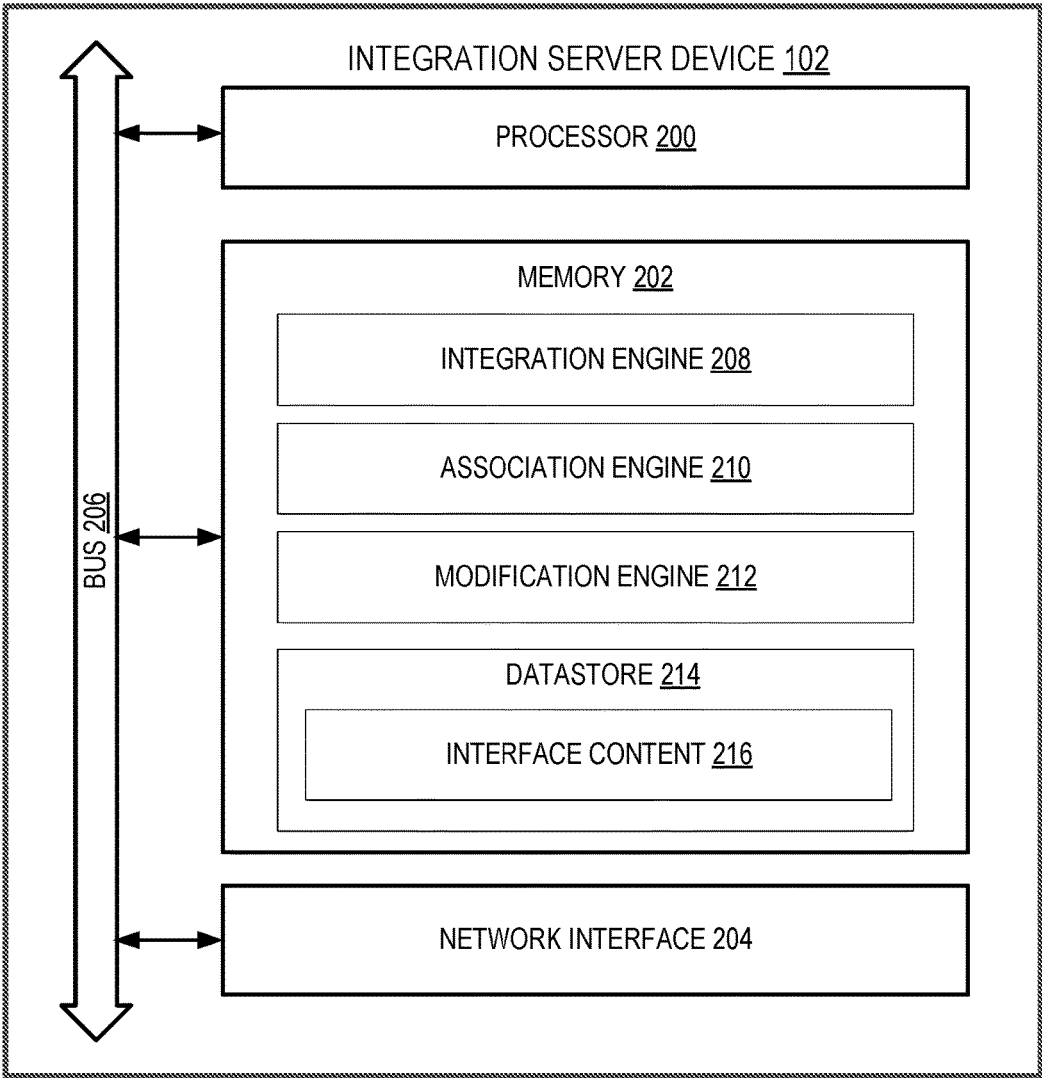 INTEGRATION SERVER DEVICE 102
PROCESSOR 200
MEMORY 202
INTEGRATION ENGINE 208
ASSOCIATION ENGINE 210
MODIFICATION ENGINE 212
DATASTORE 214
INTERFACE CONTENT 216
NETWORK INTERFACE 204
BUS 206